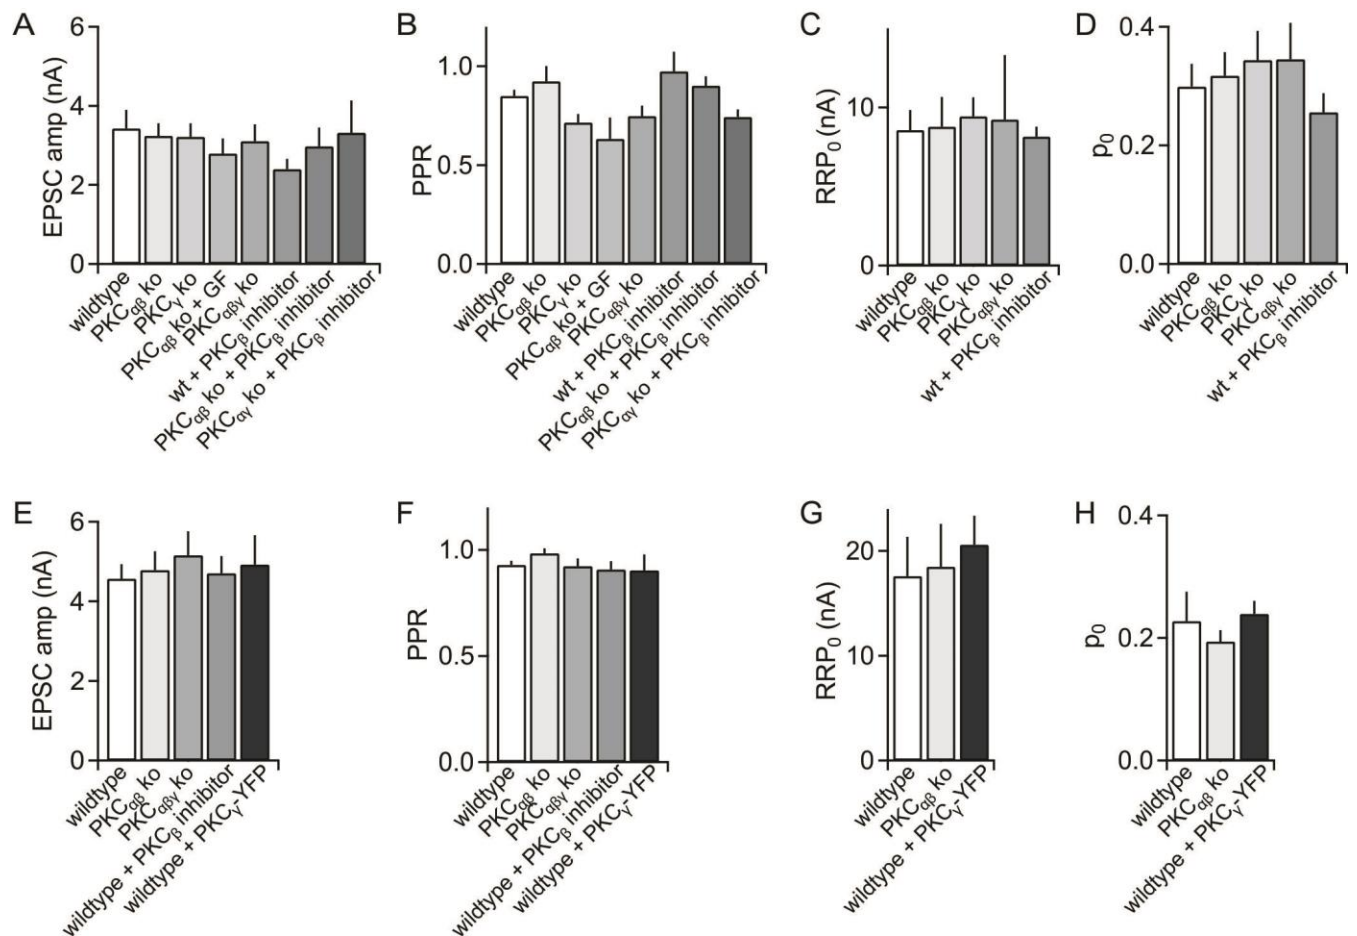 A
EPSC amp (nA)
6
4
2
0
wildtype
PKCαβ ko
PKCγ ko
PKCαβ ko + GF
PKCαβγ ko
wt + PKCβ inhibitor
PKCαβ ko + PKCβ inhibitor
PKCαγ ko + PKCβ inhibitor
B
PPR
1.0
0.5
0.0
wildtype
PKCαβ ko
PKCγ ko
PKCαβ ko + GF
PKCαβγ ko
wt + PKCβ inhibitor
PKCαβ ko + PKCβ inhibitor
PKCαγ ko + PKCβ inhibitor
C
RRP0 (nA)
10
0
wildtype
PKCαβ ko
PKCγ ko
PKCαβγ ko
wt + PKCβ inhibitor
D
p0
0.4
0.2
0.0
wildtype
PKCαβ ko
PKCγ ko
PKCαβγ ko
wt + PKCβ inhibitor
E
EPSC amp (nA)
6
4
2
0
wildtype
PKCαβ ko
PKCαβγ ko
wildtype + PKCβ inhibitor
wildtype + PKCγ-YFP
F
PPR
1.0
0.5
0.0
wildtype
PKCαβ ko
PKCαβγ ko
wildtype + PKCβ inhibitor
wildtype + PKCγ-YFP
G
RRP0 (nA)
20
10
0
wildtype
PKCαβ ko
wildtype + PKCγ-YFP
H
p0
0.4
0.2
0.0
wildtype
PKCαβ ko
wildtype + PKCγ-YFP